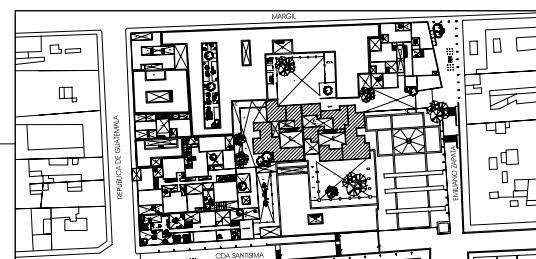 MARGIL
REPUBLICA DE GUATEMALA
EMILIANO ZAPATA
CDA SANTISIMA